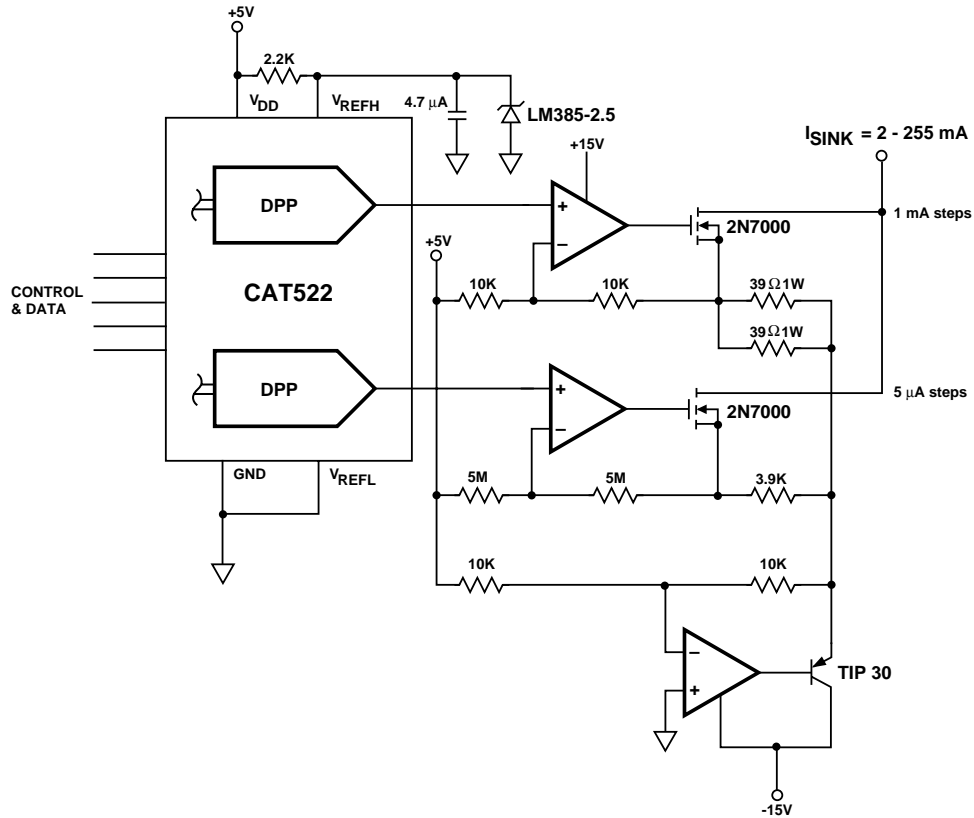 +5V
2.2K
V_DD
V_REFH
4.7 μA
LM385-2.5
I_SINK = 2 - 255 mA
+15V
DPP
+
−
2N7000
1 mA steps
+5V
CONTROL
& DATA
CAT522
10K
10K
39Ω1W
39Ω1W
DPP
+
−
2N7000
5 μA steps
GND
V_REFL
5M
5M
3.9K
10K
10K
−
+
TIP 30
-15V